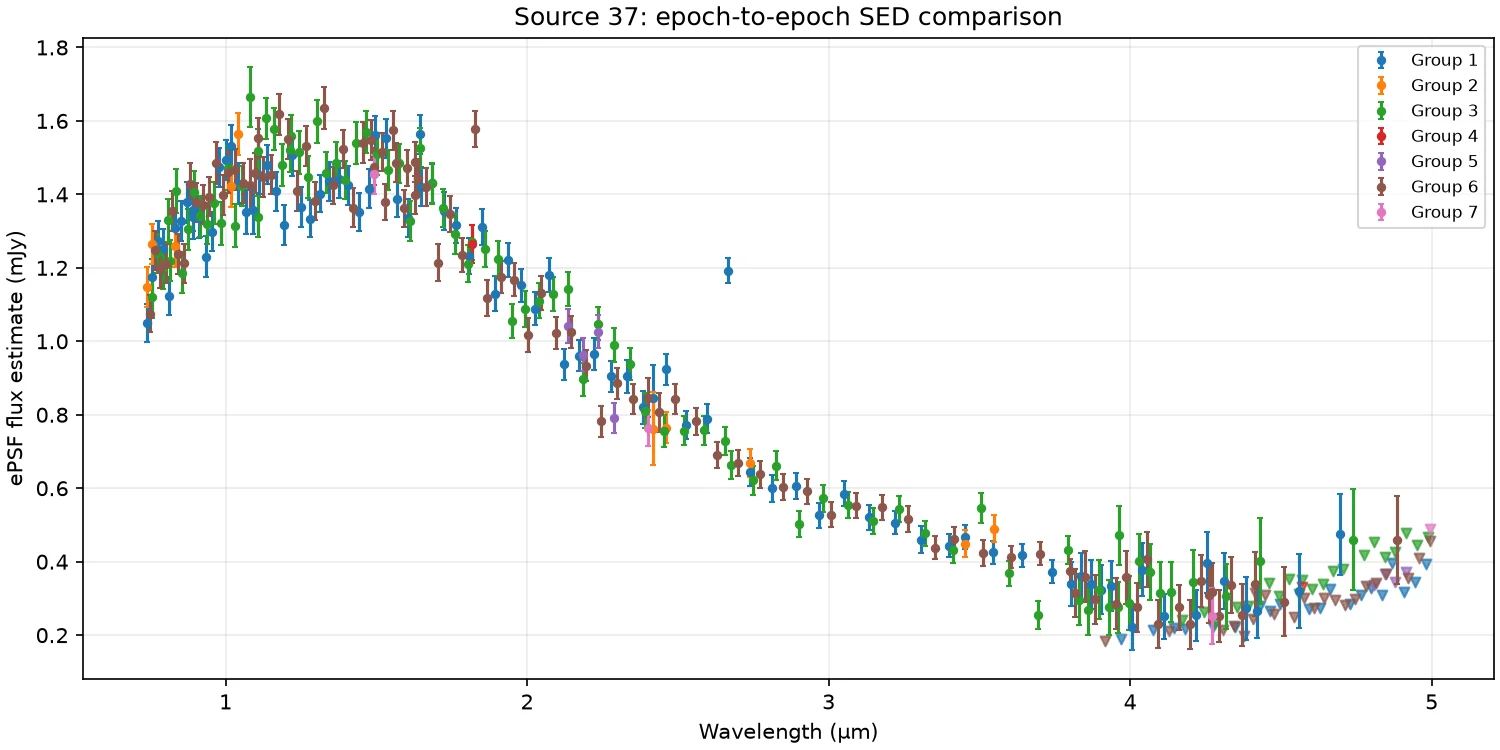 Source 37: epoch-to-epoch SED comparison
1.8
1.6
1.4
1.2
1.0
0.8
0.6
0.4
0.2
ePSF flux estimate (mJy)
Group 1
Group 2
Group 3
Group 4
Group 5
Group 6
Group 7
1 2 3 4 5
Wavelength (μm)